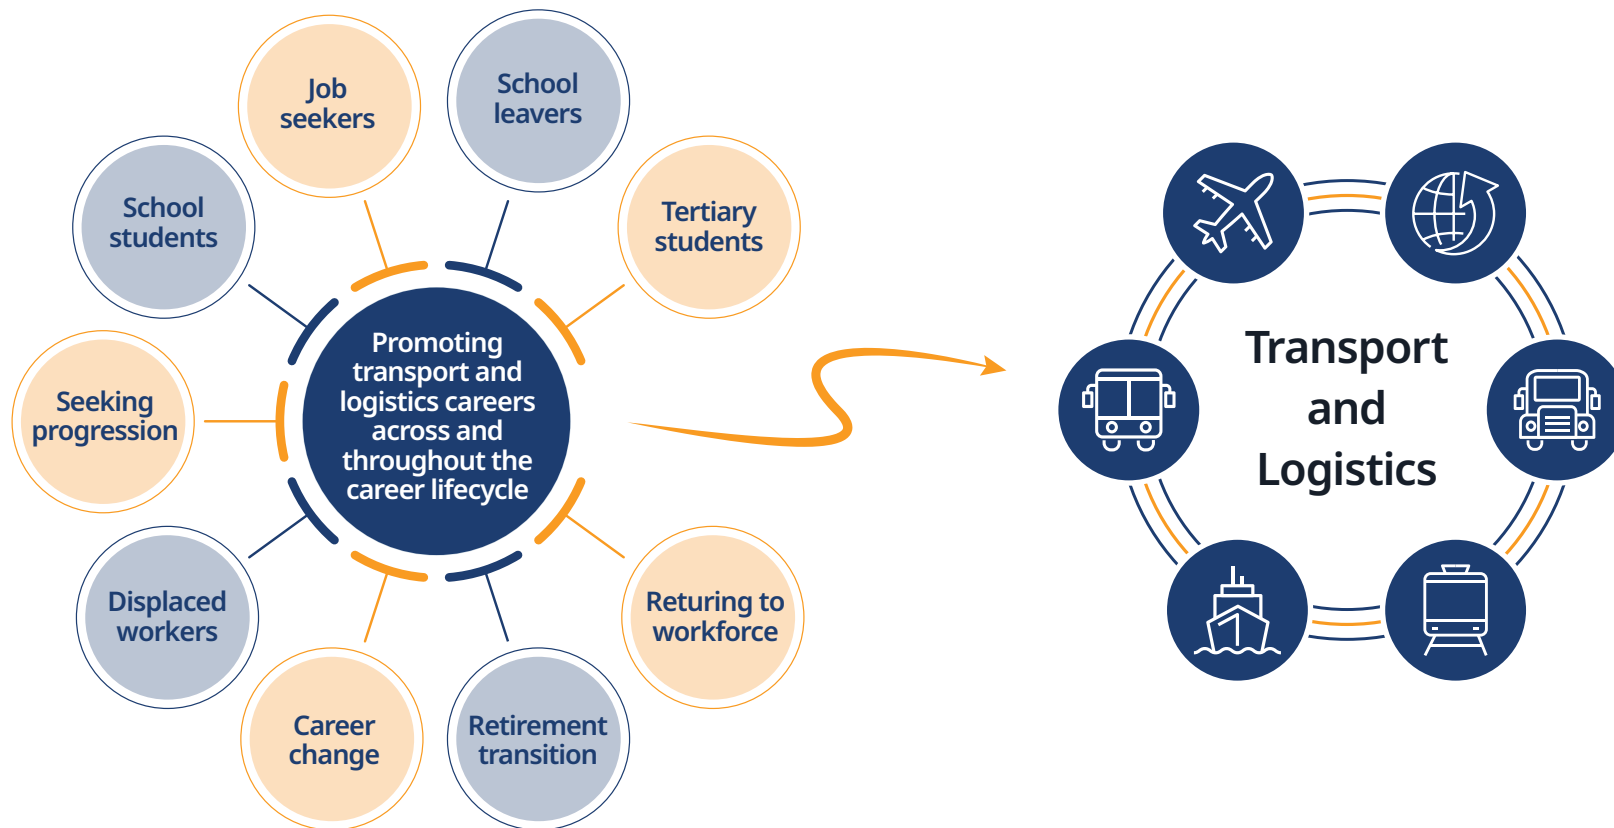 Job
seekers
School
leavers
School
students
Tertiary
students
Seeking
progression
Promoting
transport and
logistics careers
across and
throughout the
career lifecycle
Displaced
workers
Returing to
workforce
Career
change
Retirement
transition
Transport
and
Logistics